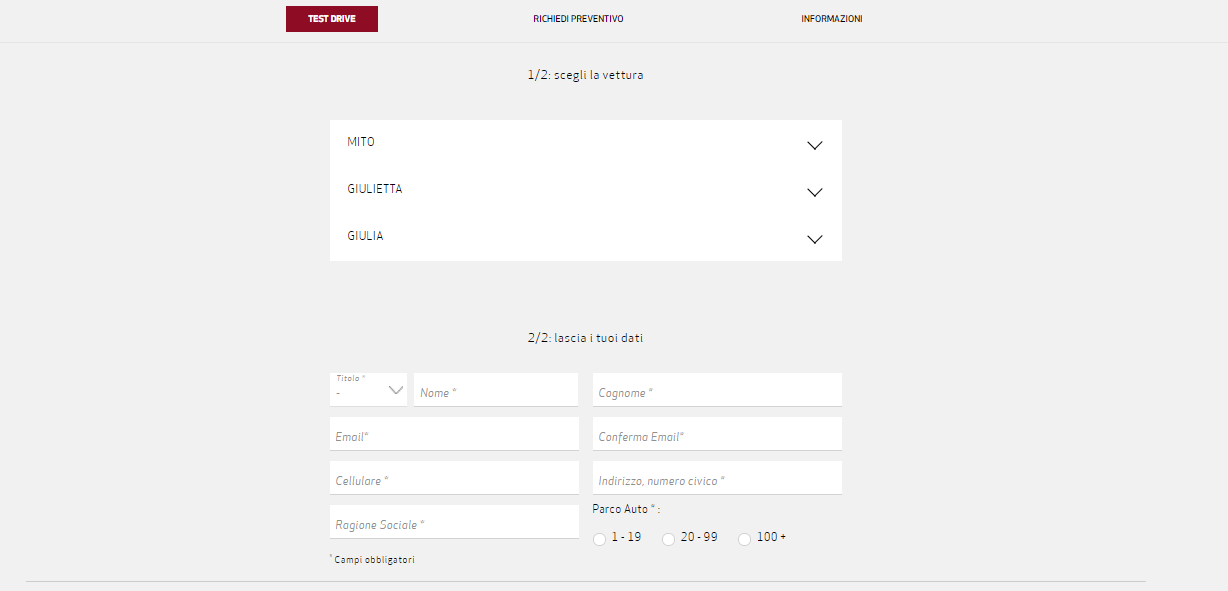 TEST DRIVE RICHIEDI PREVENTIVO INFORMAZIONI
1/2: scegli la vettura
MITO
GIULIETTA
GIULIA
2/2: lascia i tuoi dati
Titolo *
- Nome * Cognome *
Email* Conferma Email*
Cellulare * Indirizzo, numero civico *
Parco Auto * :
Ragione Sociale *
1 - 19 20 - 99 100 +
* Campi obbligatori